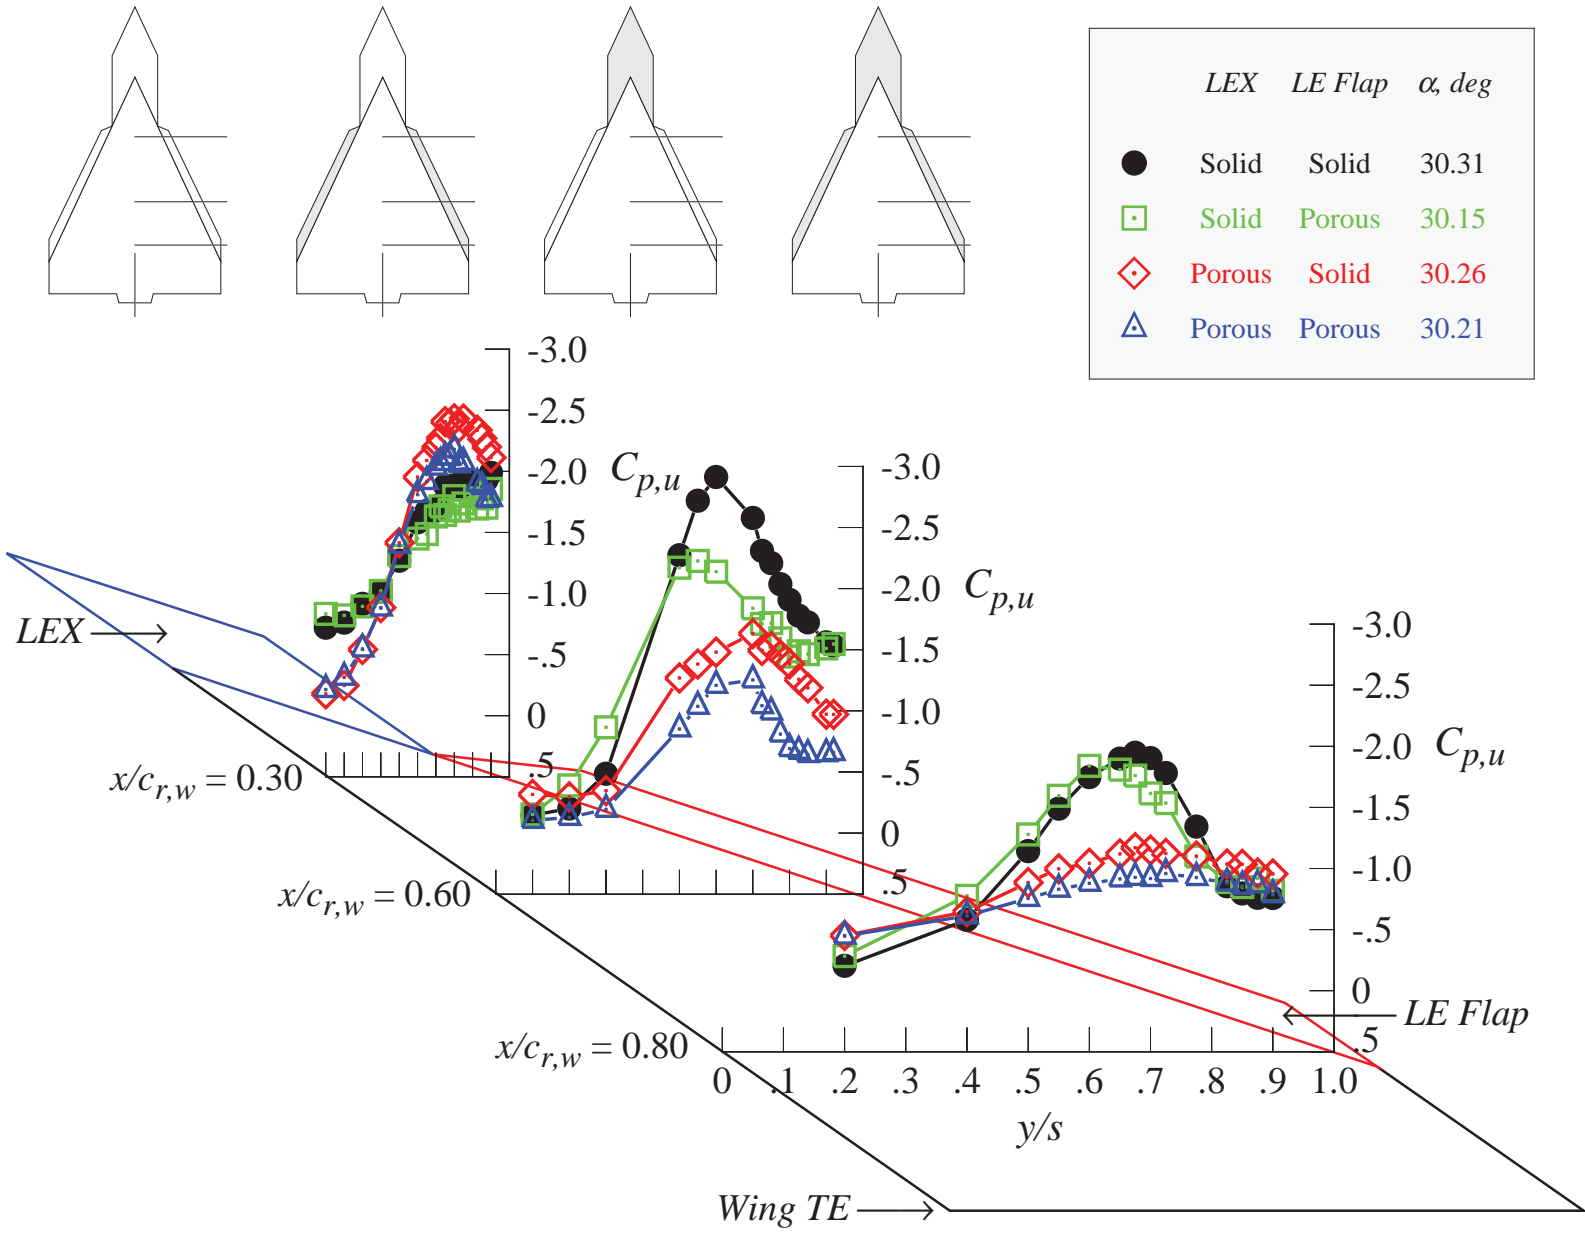 LEX LE Flap α, deg
Solid Solid 30.31
Solid Porous 30.15
Porous Solid 30.26
Porous Porous 30.21
-3.0
-2.5
-2.0
-1.5
-1.0
-.5
0
.5
Cp,u
x/cr,w = 0.30
LEX
-3.0
-2.5
-2.0
-1.5
-1.0
-.5
0
.5
Cp,u
x/cr,w = 0.60
-3.0
-2.5
-2.0
-1.5
-1.0
-.5
0
.5
Cp,u
LE Flap
x/cr,w = 0.80
0 .1 .2 .3 .4 .5 .6 .7 .8 .9 1.0
y/s
Wing TE